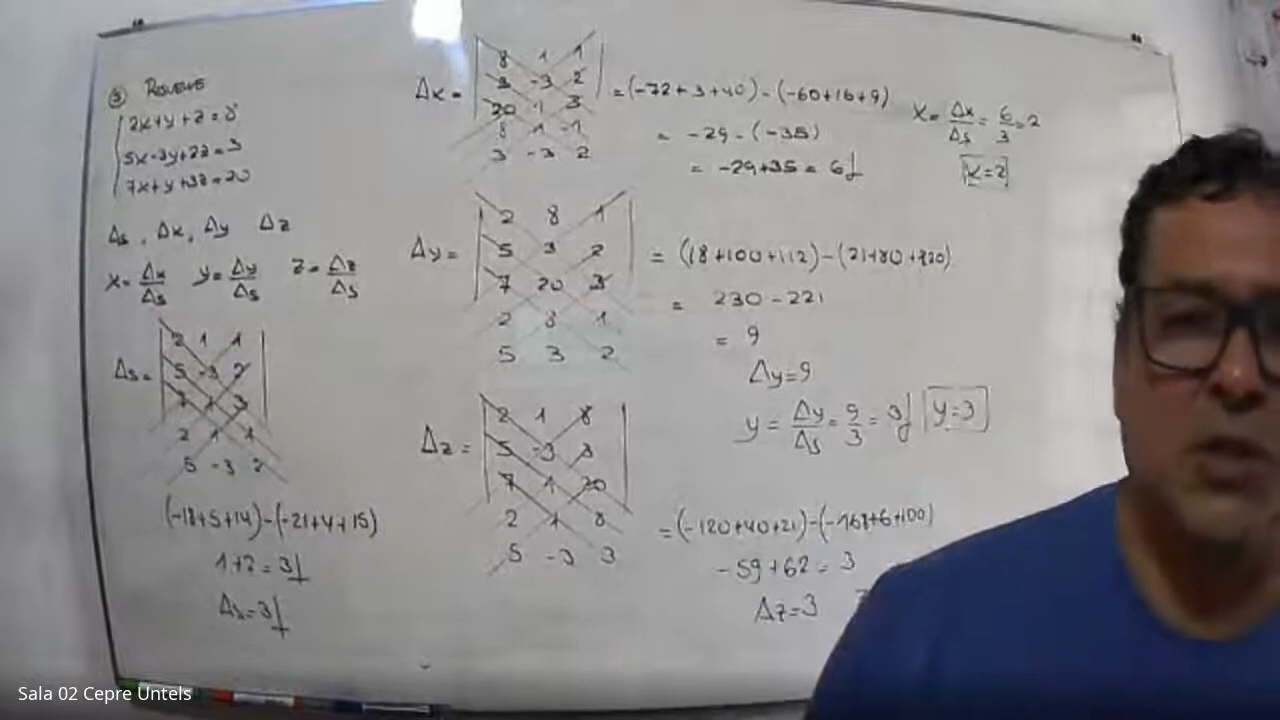 ③ RESUELVE
2x+y+z=8
5x-3y+2z=3
7x+y+3z=20
Δs, Δx, Δy Δz
x=Δx/Δs y=Δy/Δs z=Δz/Δs
Δs=
2 1 1
5 -3 2
7 1 3
2 1 1
5 -3 2
(-18+5+14)-(-21+4+15)
1+2=3
Δs=3
Δx=
8 1 1
3 -3 2
20 1 3
8 1 1
3 -3 2
=(-72+3+40)-(-60+16+9)
= -29-(-35)
= -29+35=6
x=Δx/Δs=6/3=2
x=2
Δy=
2 8 1
5 3 2
7 20 3
2 8 1
5 3 2
=(18+100+112)-(21+80+120)
= 230-221
= 9
Δy=9
y=Δy/Δs=9/3=3 y=3
Δz=
2 1 8
5 -3 3
7 1 20
2 1 8
5 -3 3
=(-120+40+21)-(-168+6+100)
-59+62=3
Δz=3
Sala 02 Cepre Untels